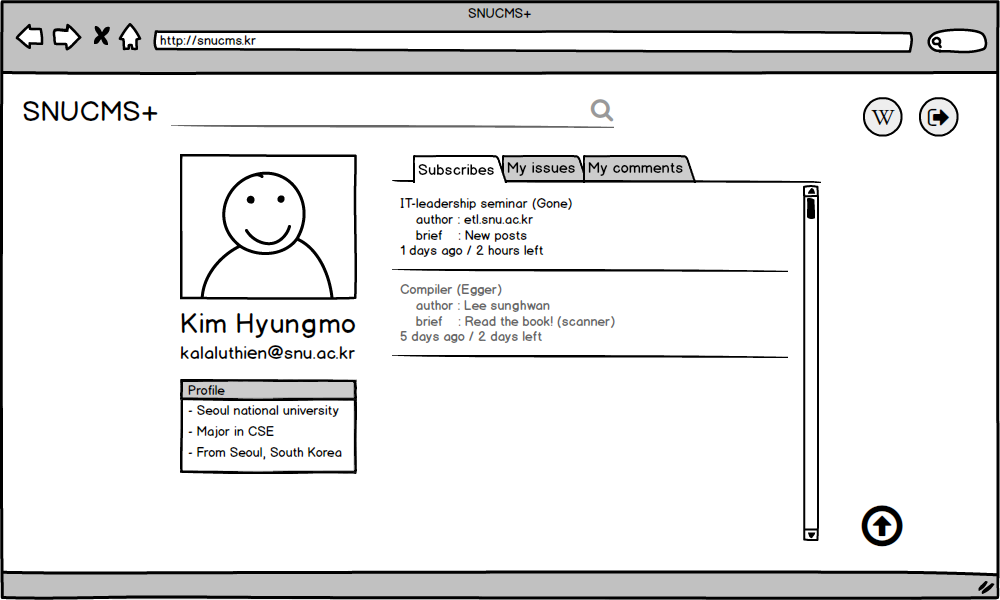 SNUCMS+
http://snucms.kr
SNUCMS+
W
Subscribes
My issues
My comments
IT-leadership seminar (Gone)
author : etl.snu.ac.kr
brief : New posts
1 days ago / 2 hours left
Compiler (Egger)
author : Lee sunghwan
brief : Read the book! (scanner)
5 days ago / 2 days left
Kim Hyungmo
kalaluthien@snu.ac.kr
Profile
- Seoul national university
- Major in CSE
- From Seoul, South Korea